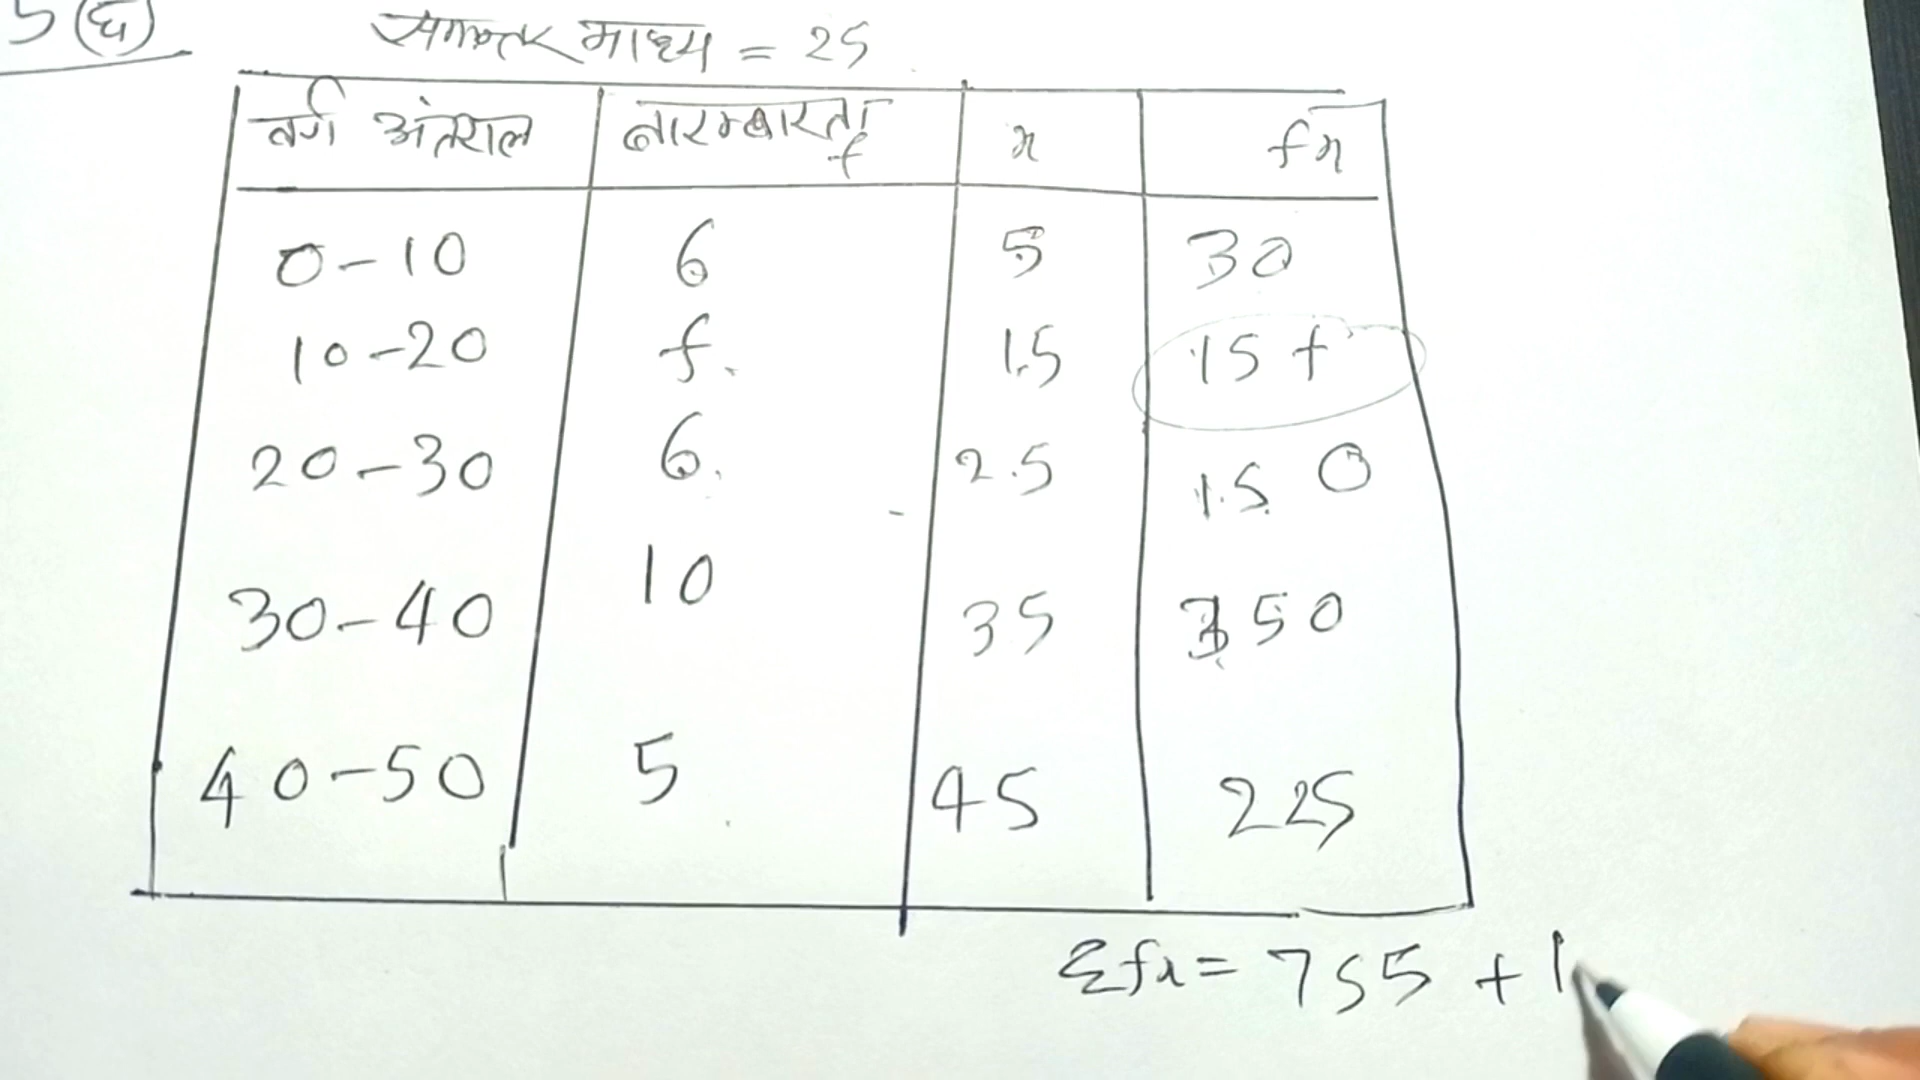 5 (घ)
समान्तर माध्य = 25
वर्ग अंतराल बारम्बारता f x fx
0-10 6 5 30
10-20 f 15 15 f
20-30 6 25 150
30-40 10 35 350
40-50 5 45 225
Σfx = 755 + 1